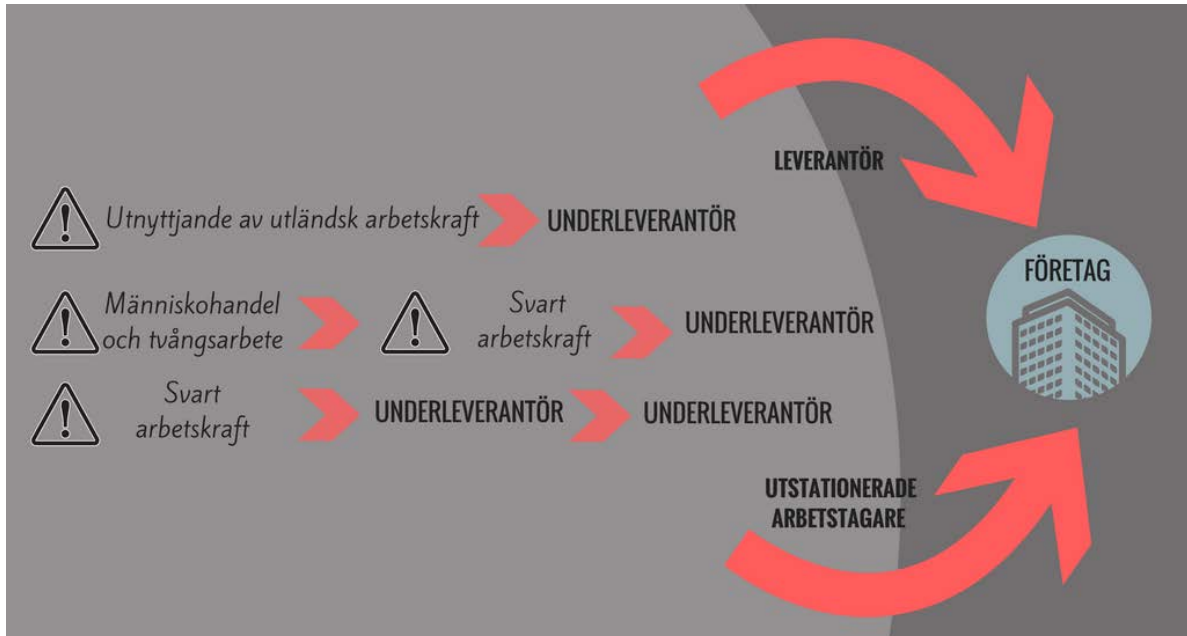 LEVERANTÖR
Utnyttjande av utländsk arbetskraft
UNDERLEVERANTÖR
FÖRETAG
Människohandel
och tvångsarbete
Svart
arbetskraft
UNDERLEVERANTÖR
Svart
arbetskraft
UNDERLEVERANTÖR
UNDERLEVERANTÖR
UTSTATIONERADE
ARBETSTAGARE